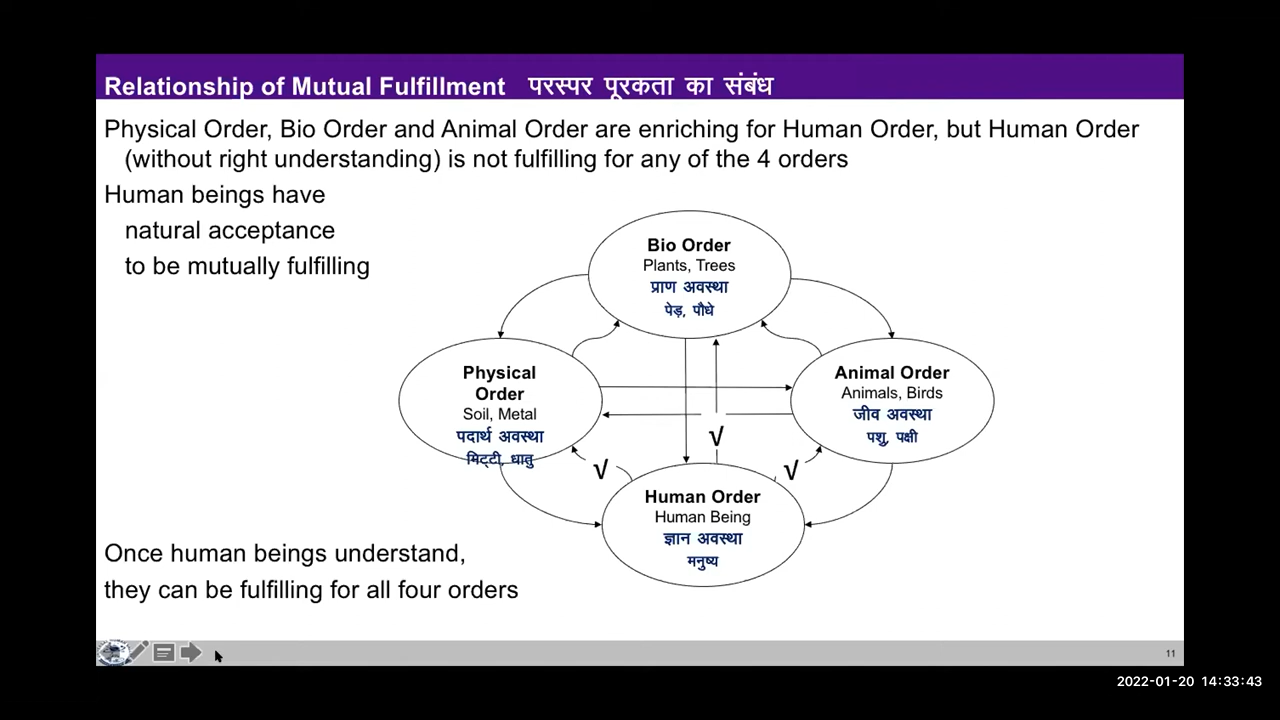 Relationship of Mutual Fulfillment परस्पर पूरकता का संबंध
Physical Order, Bio Order and Animal Order are enriching for Human Order, but Human Order
(without right understanding) is not fulfilling for any of the 4 orders
Human beings have
natural acceptance
to be mutually fulfilling
Bio Order
Plants, Trees
प्राण अवस्था
पेड़, पौधे
Physical
Order
Soil, Metal
पदार्थ अवस्था
मिट्टी, धातु
Animal Order
Animals, Birds
जीव अवस्था
पशु, पक्षी
√
√
√
Human Order
Human Being
ज्ञान अवस्था
मनुष्य
Once human beings understand,
they can be fulfilling for all four orders
11
2022-01-20 14:33:43